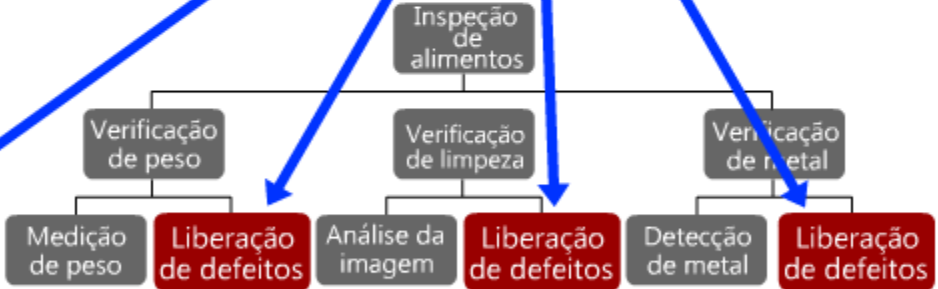 Inspeção
de
alimentos
Verificação
de peso
Verificação
de limpeza
Verificação
de metal
Medição
de peso
Liberação
de defeitos
Análise da
imagem
Liberação
de defeitos
Detecção
de metal
Liberação
de defeitos